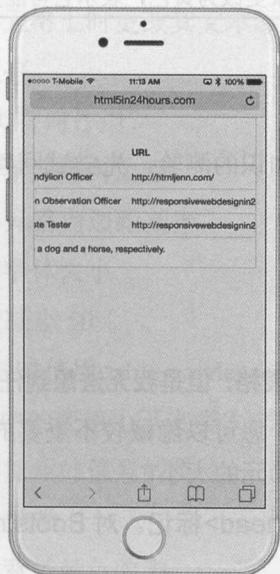 T-Mobile 11:13 AM 100%
html5in24hours.com
URL
ndylion Officer http://htmljenn.com/
n Observation Officer http://responsivewebdesignin2
te Tester http://responsivewebdesignin2
a dog and a horse, respectively.